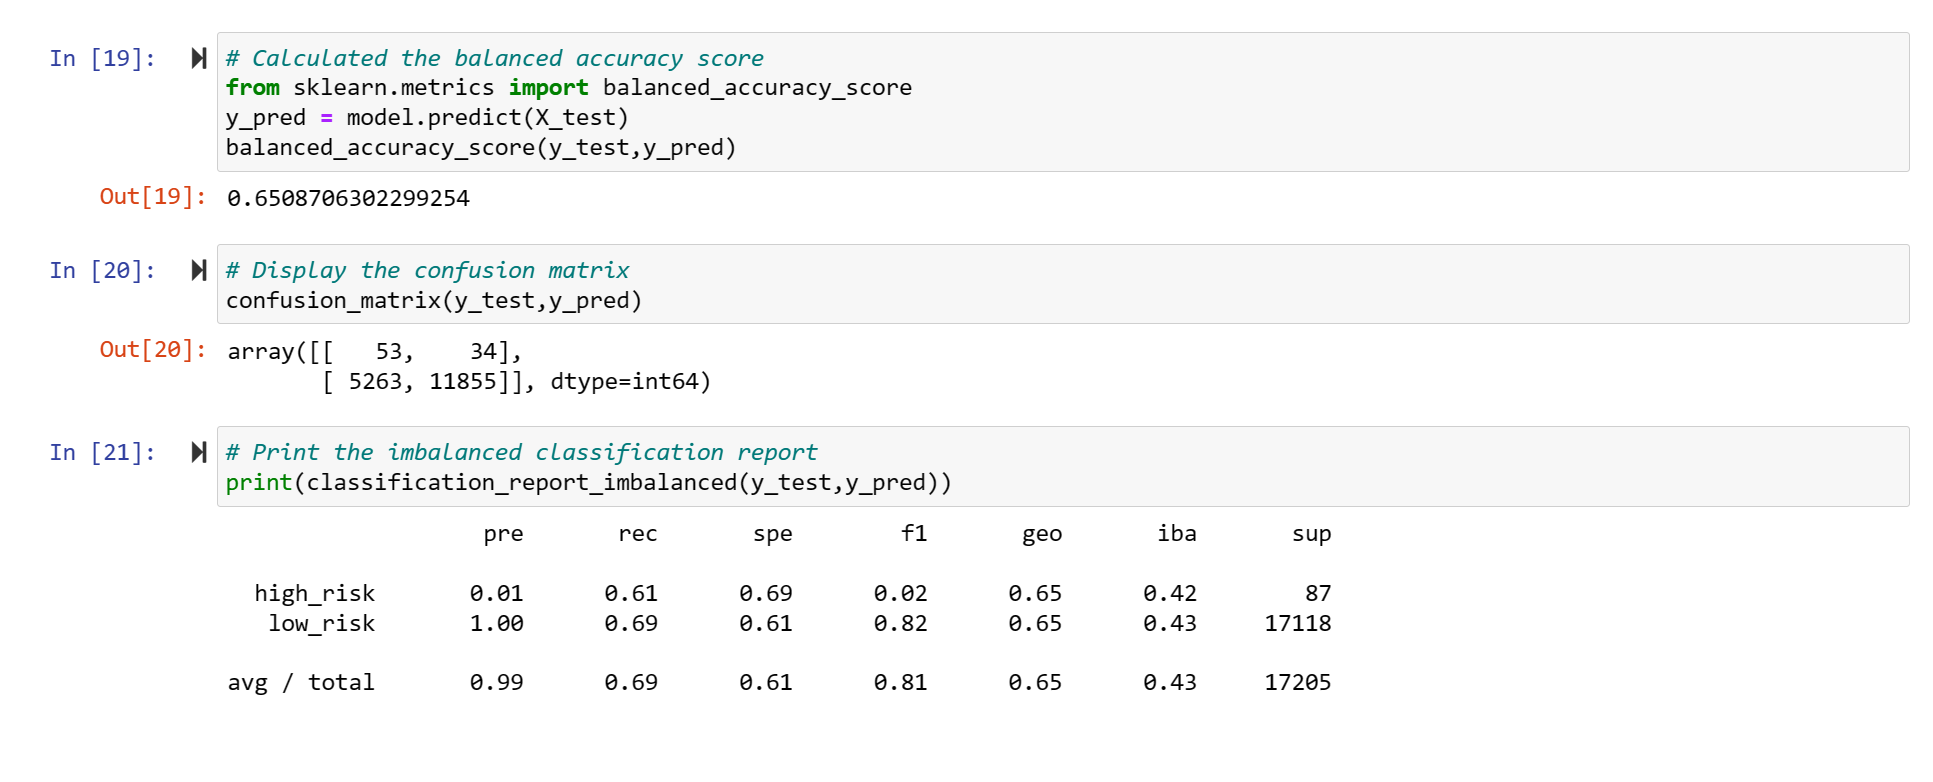 In [19]: # Calculated the balanced accuracy score
from sklearn.metrics import balanced_accuracy_score
y_pred = model.predict(X_test)
balanced_accuracy_score(y_test,y_pred)
Out[19]: 0.6508706302299254
In [20]: # Display the confusion matrix
confusion_matrix(y_test,y_pred)
Out[20]: array([[   53,    34],
       [ 5263, 11855]], dtype=int64)
In [21]: # Print the imbalanced classification report
print(classification_report_imbalanced(y_test,y_pred))
                   pre       rec       spe        f1       geo       iba       sup
  high_risk       0.01      0.61      0.69      0.02      0.65      0.42        87
   low_risk       1.00      0.69      0.61      0.82      0.65      0.43     17118
avg / total       0.99      0.69      0.61      0.81      0.65      0.43     17205